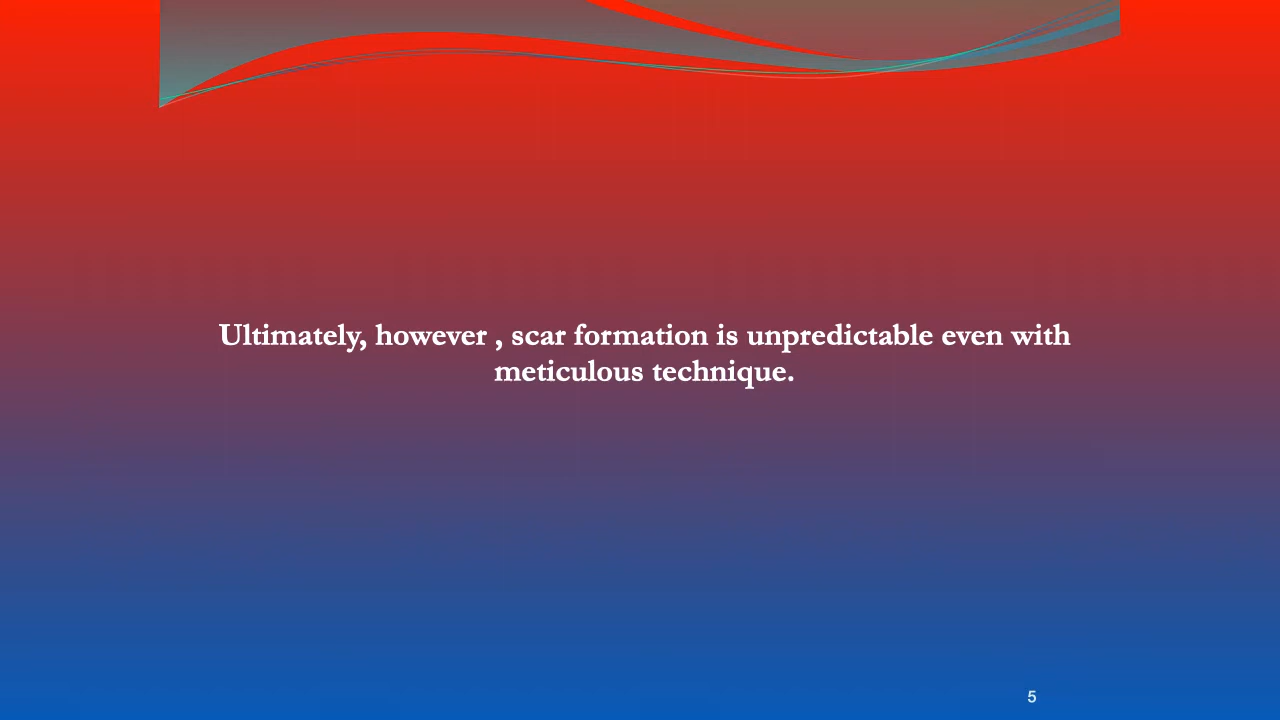 Ultimately, however , scar formation is unpredictable even with
meticulous technique.
5